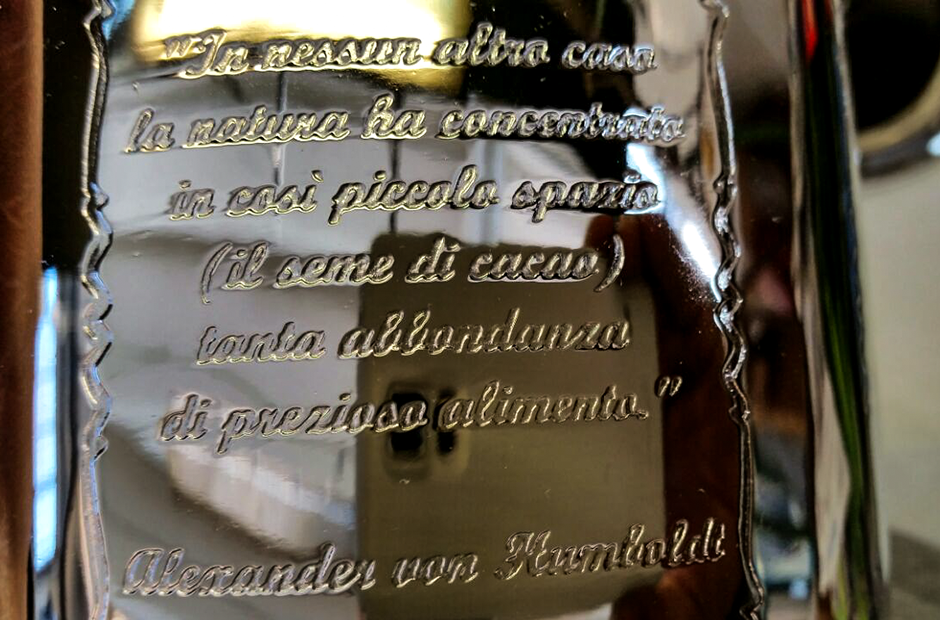 "In nessun altro caso
la natura ha concentrato
in così piccolo spazio
(il seme di cacao)
tanta abbondanza
di prezioso alimento."
Alexander von Humboldt